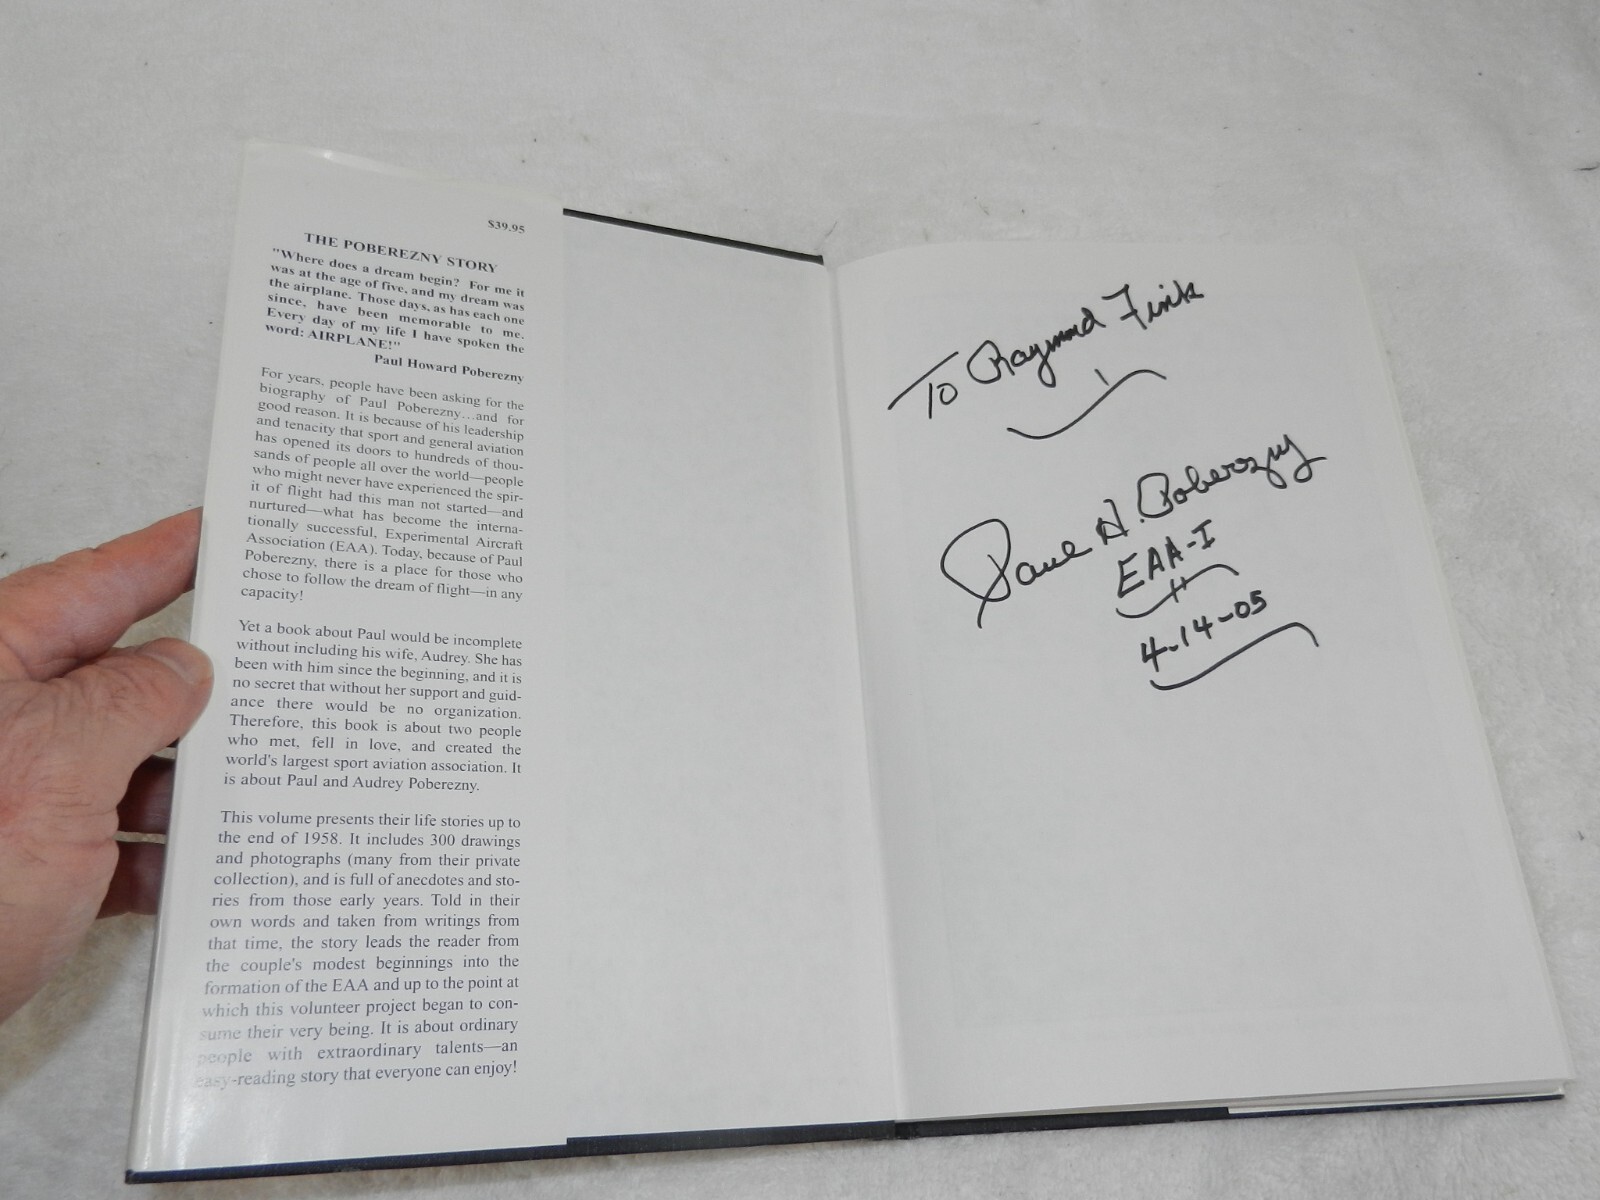 $39.95
THE POBEREZNY STORY
"Where does a dream begin? For me it
was at the age of five, and my dream was
the airplane. Those days, as has each one
since, have been memorable to me.
Every day of my life I have spoken the
word: AIRPLANE!"
Paul Howard Poberezny
For years, people have been asking for the
biography of Paul Poberezny...and for
good reason. It is because of his leadership
and tenacity that sport and general aviation
has opened its doors to hundreds of thou-
sands of people all over the world—people
who might never have experienced the spir-
it of flight had this man not started—and
nurtured—what has become the interna-
tionally successful, Experimental Aircraft
Association (EAA). Today, because of Paul
Poberezny, there is a place for those who
chose to follow the dream of flight—in any
capacity!
Yet a book about Paul would be incomplete
without including his wife, Audrey. She has
been with him since the beginning, and it is
no secret that without her support and guid-
ance there would be no organization.
Therefore, this book is about two people
who met, fell in love, and created the
world's largest sport aviation association. It
is about Paul and Audrey Poberezny.
This volume presents their life stories up to
the end of 1958. It includes 300 drawings
and photographs (many from their private
collection), and is full of anecdotes and sto-
ries from those early years. Told in their
own words and taken from writings from
that time, the story leads the reader from
the couple's modest beginnings into the
formation of the EAA and up to the point at
which this volunteer project began to con-
sume their very being. It is about ordinary
people with extraordinary talents—an
easy-reading story that everyone can enjoy!
To Raymond Fink
Paul H. Poberezny
EAA-I
4-14-05